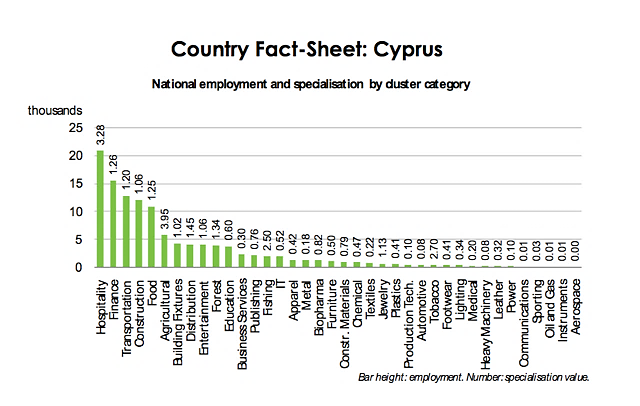 Country Fact-Sheet: Cyprus
National employment and specialisation by cluster category
thousands
25
20
15
10
5
0
3.28
1.26
1.20
1.06
1.25
3.95
1.02
1.45
1.06
1.34
0.60
0.30
0.76
2.50
0.52
0.42
0.18
0.82
0.50
0.79
0.47
0.22
1.13
0.41
0.10
0.08
2.70
0.41
0.34
0.20
0.08
0.32
0.10
0.01
0.03
0.01
0.01
0.00
Hospitality
Finance
Transportation
Construction
Food
Agricultural
Building Fixtures
Distribution
Entertainment
Forest
Education
Business Services
Publishing
Fishing
IT
Apparel
Metal
Biopharma
Furniture
Constr. Materials
Chemical
Textiles
Jewelry
Plastics
Production Tech.
Automotive
Tobacco
Footwear
Lighting
Medical
Heavy Machinery
Leather
Power
Communications
Sporting
Oil and Gas
Instruments
Aerospace
Bar height: employment. Number: specialisation value.